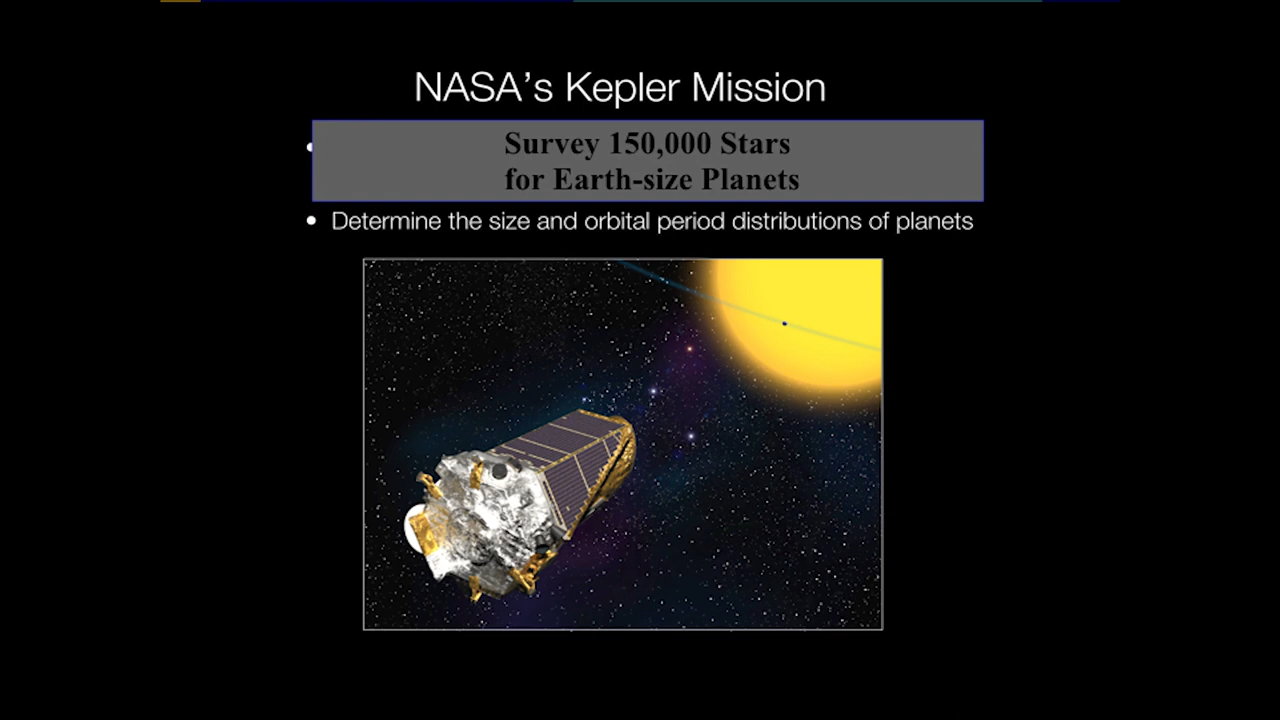 NASA's Kepler Mission
Survey 150,000 Stars
for Earth-size Planets
• Determine the size and orbital period distributions of planets